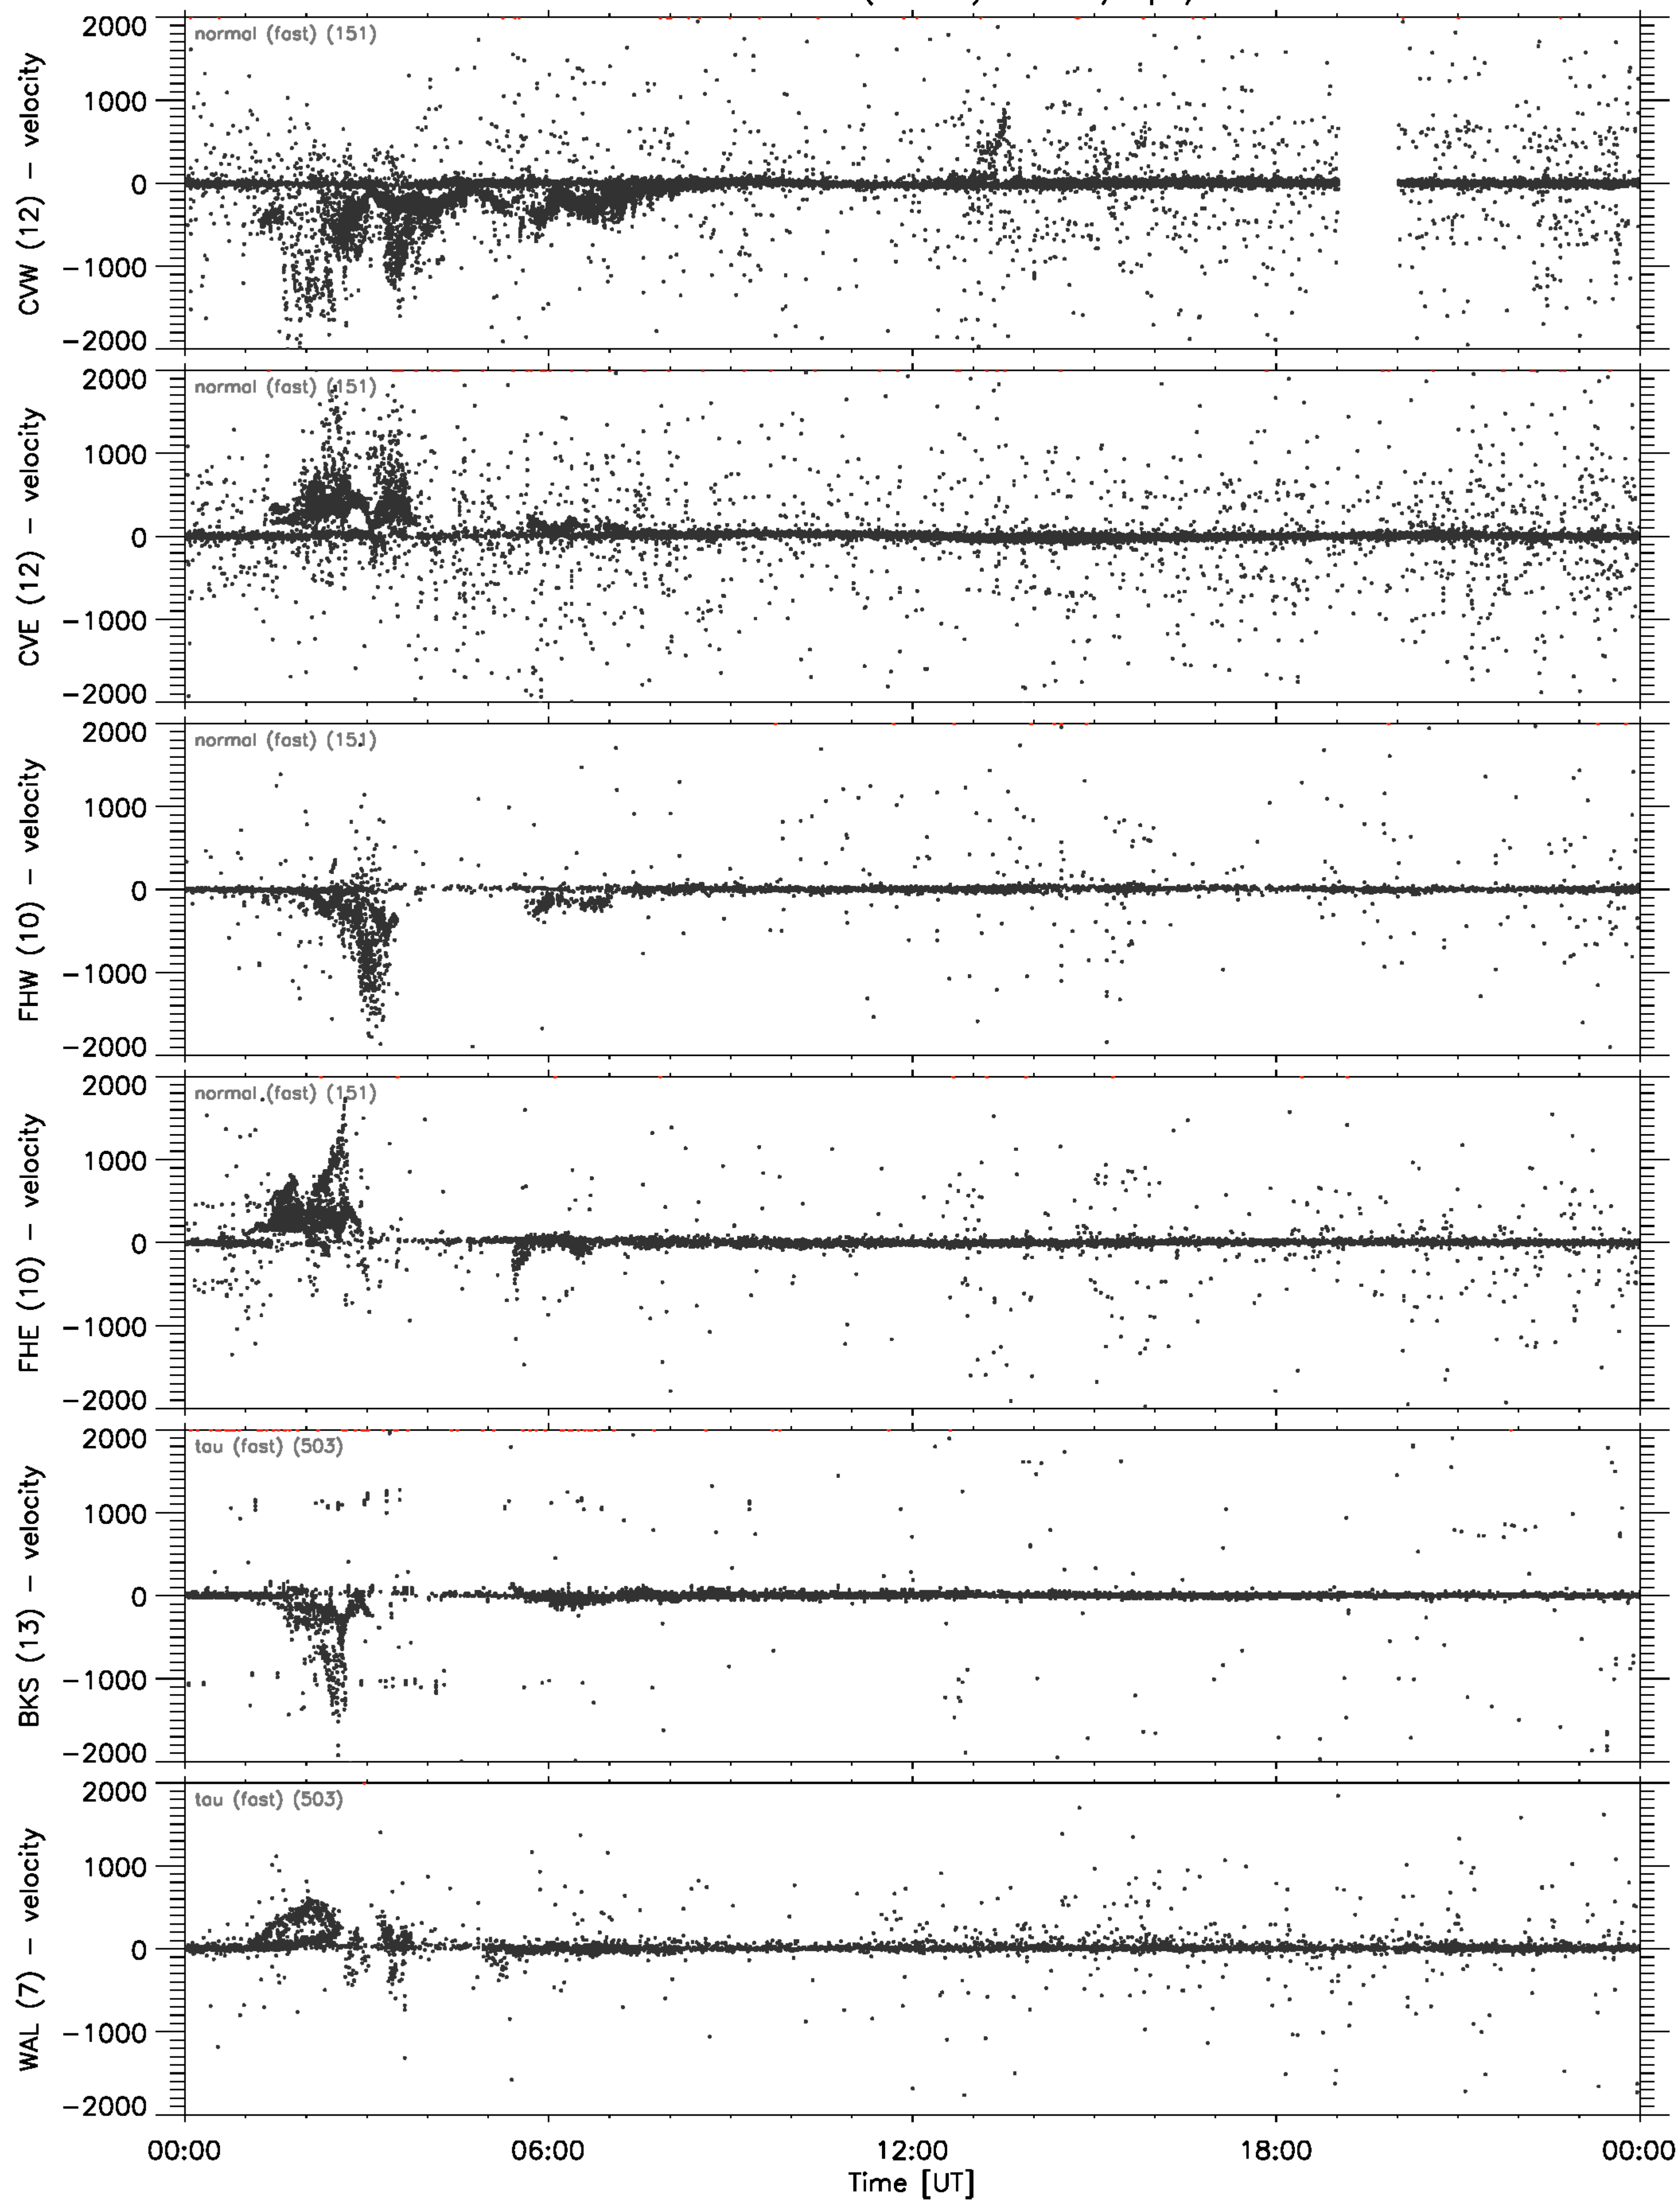 2000
normal (fast) (151)
1000
0
−1000
−2000
CVW (12) − velocity
2000
normal (fast) (151)
1000
0
−1000
−2000
CVE (12) − velocity
2000
normal (fast) (151)
1000
0
−1000
−2000
FHW (10) − velocity
2000
normal (fast) (151)
1000
0
−1000
−2000
FHE (10) − velocity
2000
tau (fast) (503)
1000
0
−1000
−2000
BKS (13) − velocity
2000
tau (fast) (503)
1000
0
−1000
−2000
WAL (7) − velocity
00:00 06:00 12:00 18:00 00:00
Time [UT]